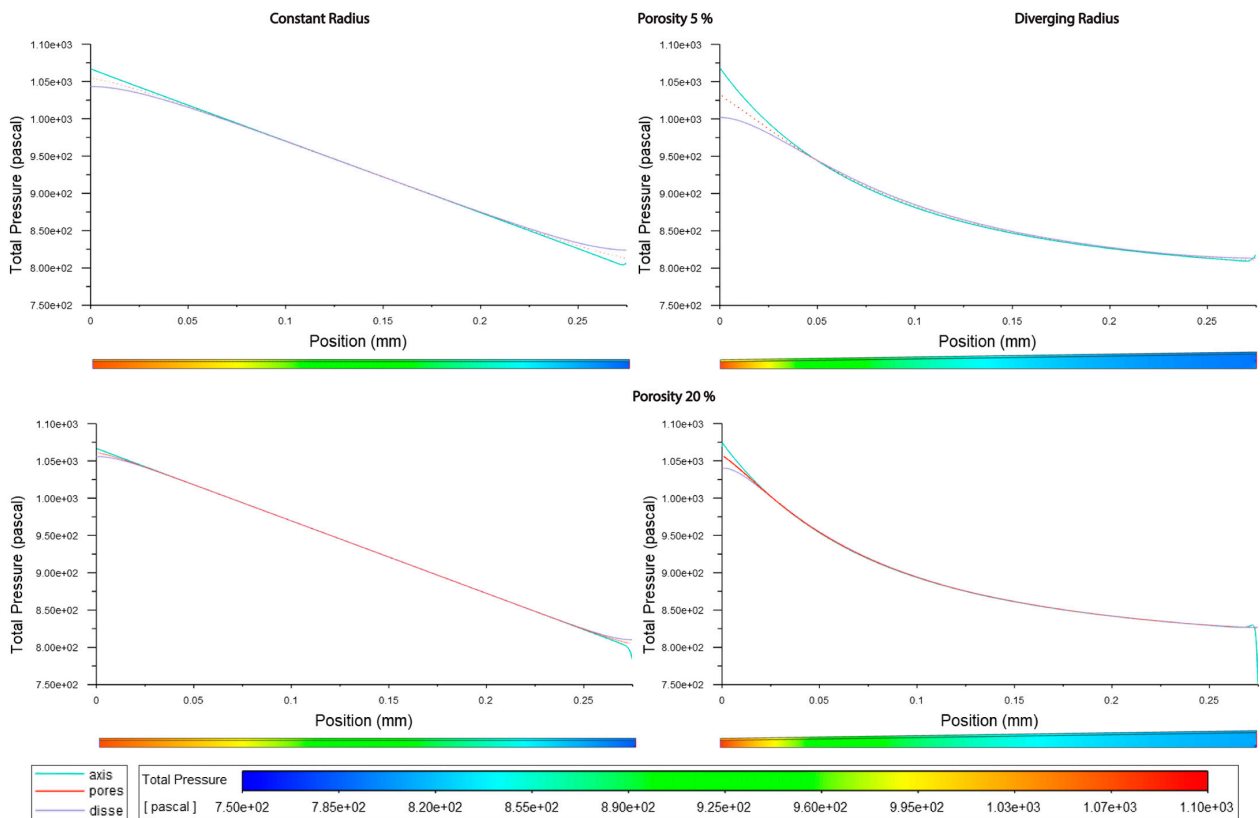 Constant Radius Porosity 5 % Diverging Radius
1.10e+03 1.10e+03
1.05e+03 1.05e+03
1.00e+03 1.00e+03
9.50e+02 9.50e+02
9.00e+02 9.00e+02
8.50e+02 8.50e+02
8.00e+02 8.00e+02
7.50e+02 7.50e+02
Total Pressure (pascal) Total Pressure (pascal)
0 0.05 0.1 0.15 0.2 0.25 0 0.05 0.1 0.15 0.2 0.25
Position (mm) Position (mm)
Porosity 20 %
1.10e+03 1.10e+03
1.05e+03 1.05e+03
1.00e+03 1.00e+03
9.50e+02 9.50e+02
9.00e+02 9.00e+02
8.50e+02 8.50e+02
8.00e+02 8.00e+02
7.50e+02 7.50e+02
Total Pressure (pascal) Total Pressure (pascal)
0 0.05 0.1 0.15 0.2 0.25 0 0.05 0.1 0.15 0.2 0.25
Position (mm) Position (mm)
axis
pores
disse
Total Pressure
[ pascal ]
7.50e+02 7.85e+02 8.20e+02 8.55e+02 8.90e+02 9.25e+02 9.60e+02 9.95e+02 1.03e+03 1.07e+03 1.10e+03